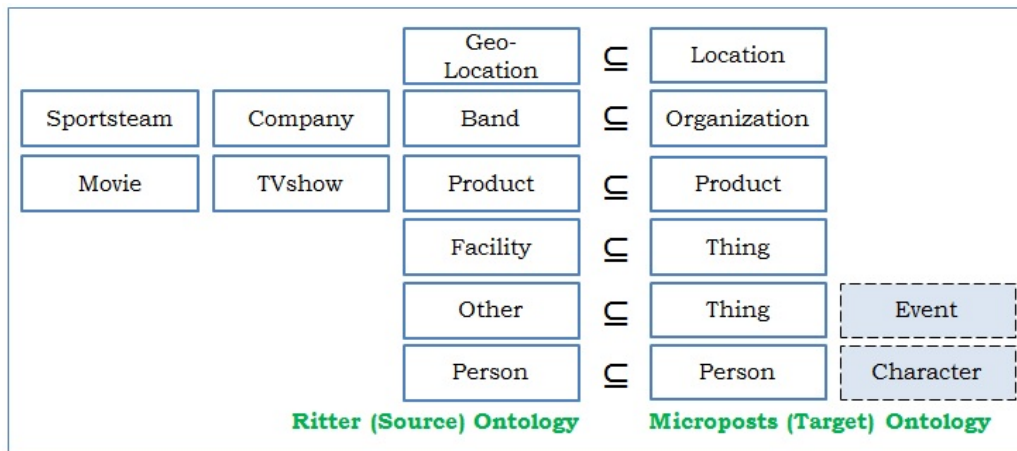 Geo-
Location ⊆ Location
Sportsteam Company Band ⊆ Organization
Movie TVshow Product ⊆ Product
Facility ⊆ Thing
Other ⊆ Thing Event
Person ⊆ Person Character
Ritter (Source) Ontology Microposts (Target) Ontology